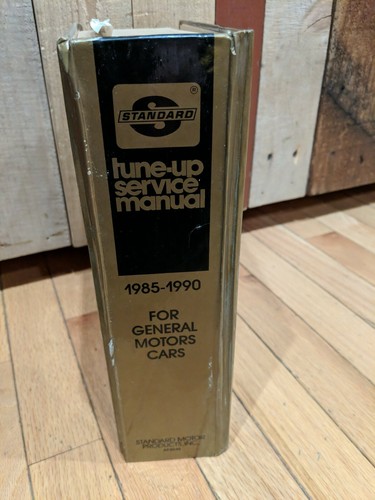 ®
STANDARD
tune-up
service
manual
1985-1990
FOR
GENERAL
MOTORS
CARS
STANDARD MOTOR
PRODUCTS, INC.